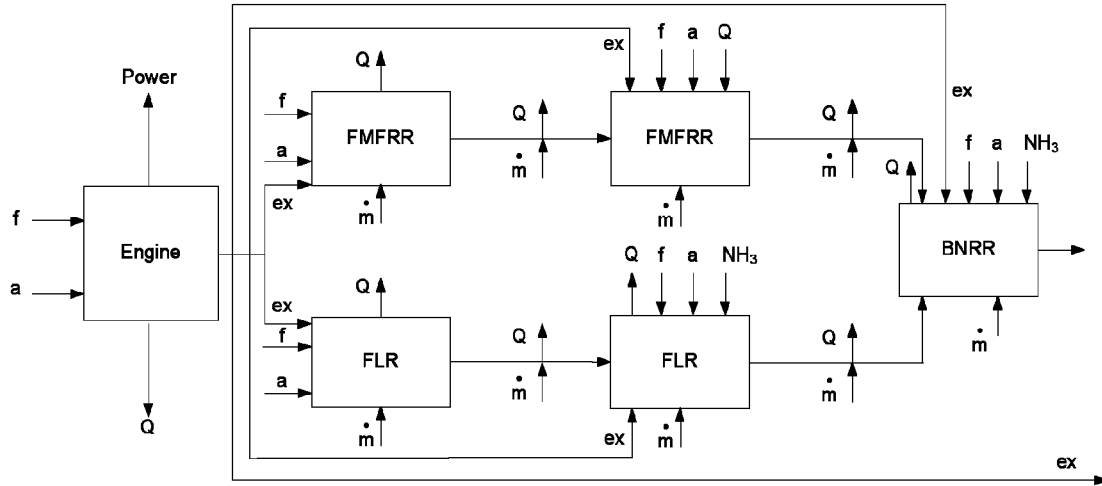 ex
f a Q
Power
Q
f
FMFRR
Q
FMFRR
Q
ex
a
ṁ
ṁ
f a NH₃
Q
ex
ṁ
ṁ
f
Engine
BNRR
a
Q
Q
f a NH₃
ex
f
FLR
Q
FLR
Q
a
ṁ
ṁ
ṁ
Q
ṁ
ex
ṁ
ex